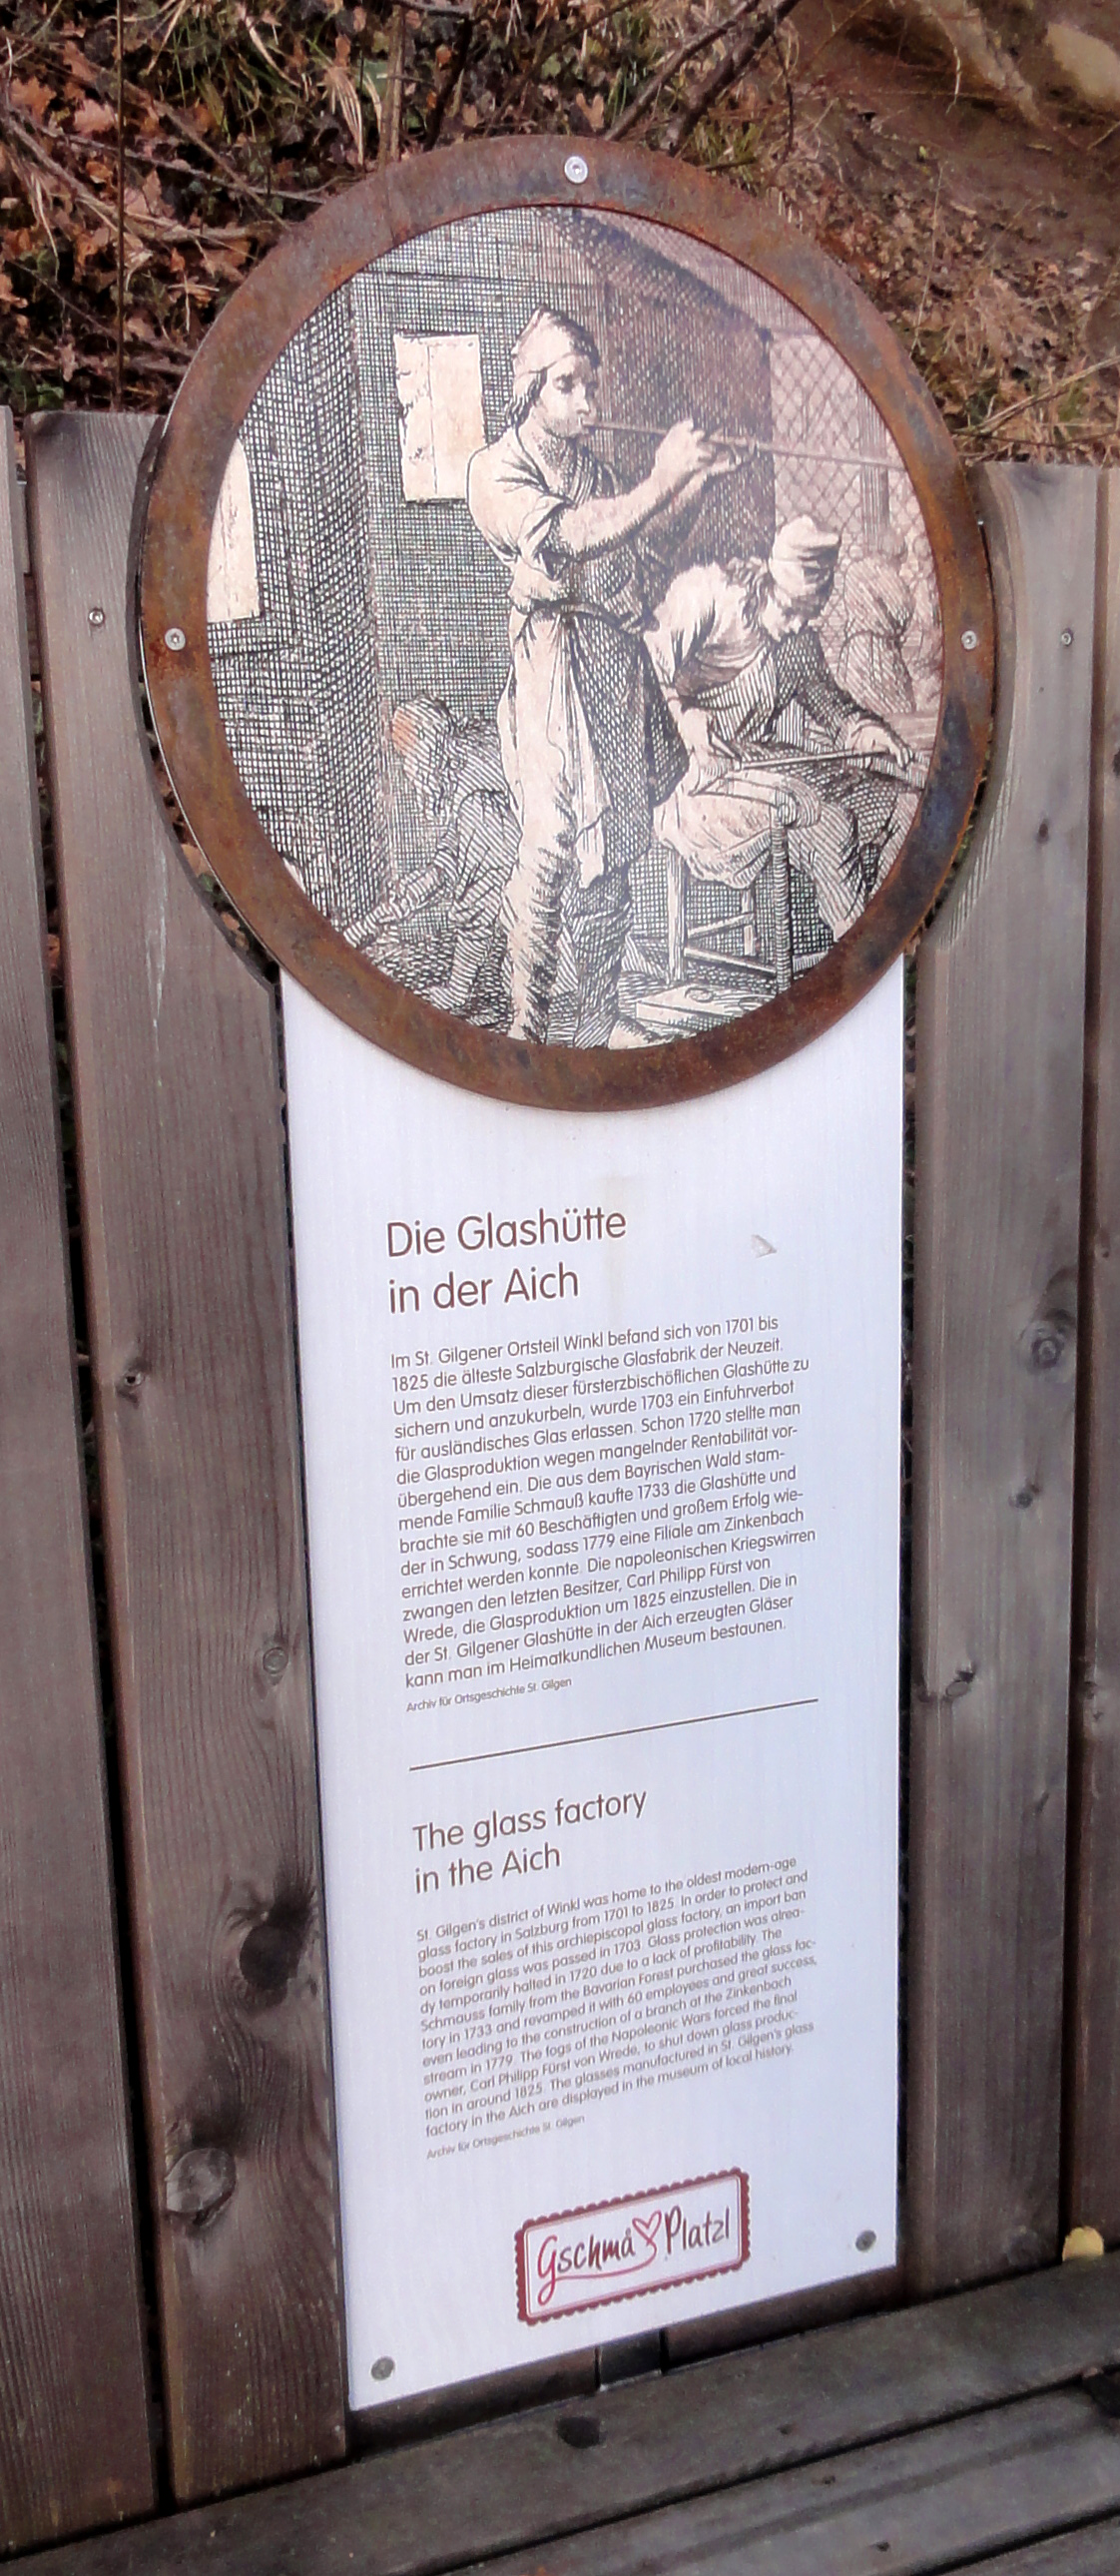 Die Glashütte
in der Aich
Im St. Gilgener Ortsteil Winkl befand sich von 1701 bis
1825 die älteste Salzburgische Glasfabrik der Neuzeit.
Um den Umsatz dieser fürsterzbischöflichen Glashütte zu
sichern und anzukurbeln, wurde 1703 ein Einfuhrverbot
für ausländisches Glas erlassen. Schon 1720 stellte man
die Glasproduktion wegen mangelnder Rentabilität vor-
übergehend ein. Die aus dem Bayrischen Wald stam-
mende Familie Schmauß kaufte 1733 die Glashütte und
brachte sie mit 60 Beschäftigten und großem Erfolg wie-
der in Schwung, sodass 1779 eine Filiale am Zinkenbach
errichtet werden konnte. Die napoleonischen Kriegswirren
zwangen den letzten Besitzer, Carl Philipp Fürst von
Wrede, die Glasproduktion um 1825 einzustellen. Die in
der St. Gilgener Glashütte in der Aich erzeugten Gläser
kann man im Heimatkundlichen Museum bestaunen.
Archiv für Ortsgeschichte St. Gilgen
The glass factory
in the Aich
St. Gilgen's district of Winkl was home to the oldest modern-age
glass factory in Salzburg from 1701 to 1825. In order to protect and
boost the sales of this archiepiscopal glass factory, an import ban
on foreign glass was passed in 1703. Glass protection was alrea-
dy temporarily halted in 1720 due to a lack of profitability. The
Schmauss family from the Bavarian Forest purchased the glass fac-
tory in 1733 and revamped it with 60 employees and great success,
even leading to the construction of a branch at the Zinkenbach
stream in 1779. The fogs of the Napoleonic Wars forced the final
owner, Carl Philipp Fürst von Wrede, to shut down glass produc-
tion in around 1825. The glasses manufactured in St. Gilgen's glass
factory in the Aich are displayed in the museum of local history.
Archiv für Ortsgeschichte St. Gilgen
Gschmå Platzl